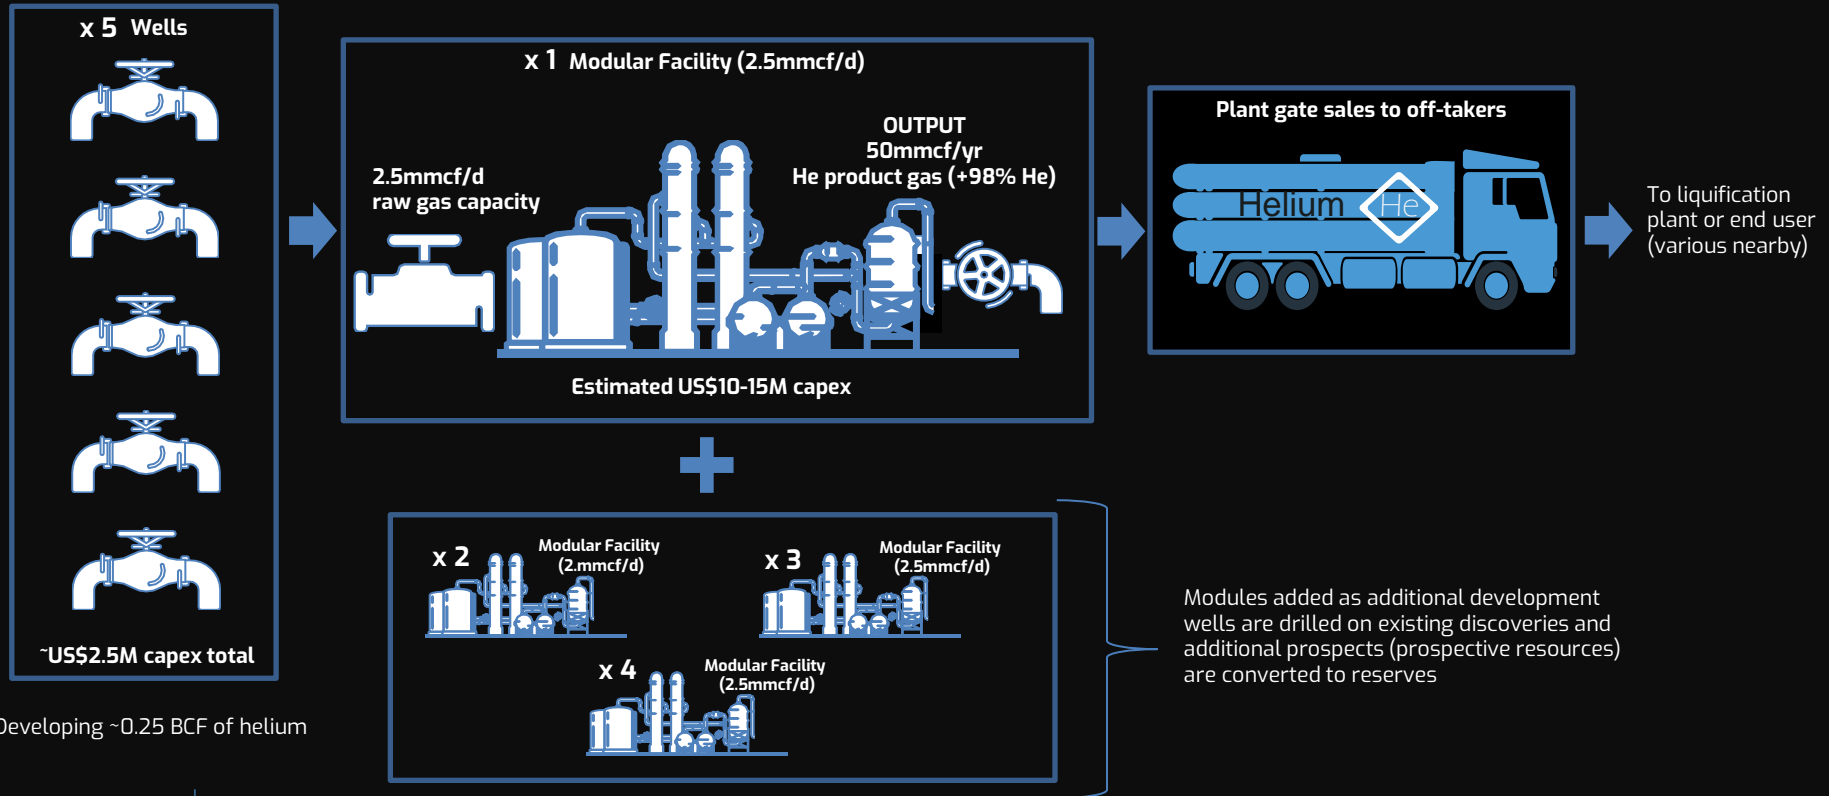 x 5 Wells
~US$2.5M capex total
Developing ~0.25 BCF of helium
x 1 Modular Facility (2.5mmcf/d)
2.5mmcf/d
raw gas capacity
OUTPUT
50mmcf/yr
He product gas (+98% He)
Estimated US$10-15M capex
Plant gate sales to off-takers
Helium He
To liquification
plant or end user
(various nearby)
x 2 Modular Facility
(2.mmcf/d)
x 3 Modular Facility
(2.5mmcf/d)
x 4 Modular Facility
(2.5mmcf/d)
Modules added as additional development
wells are drilled on existing discoveries and
additional prospects (prospective resources)
are converted to reserves